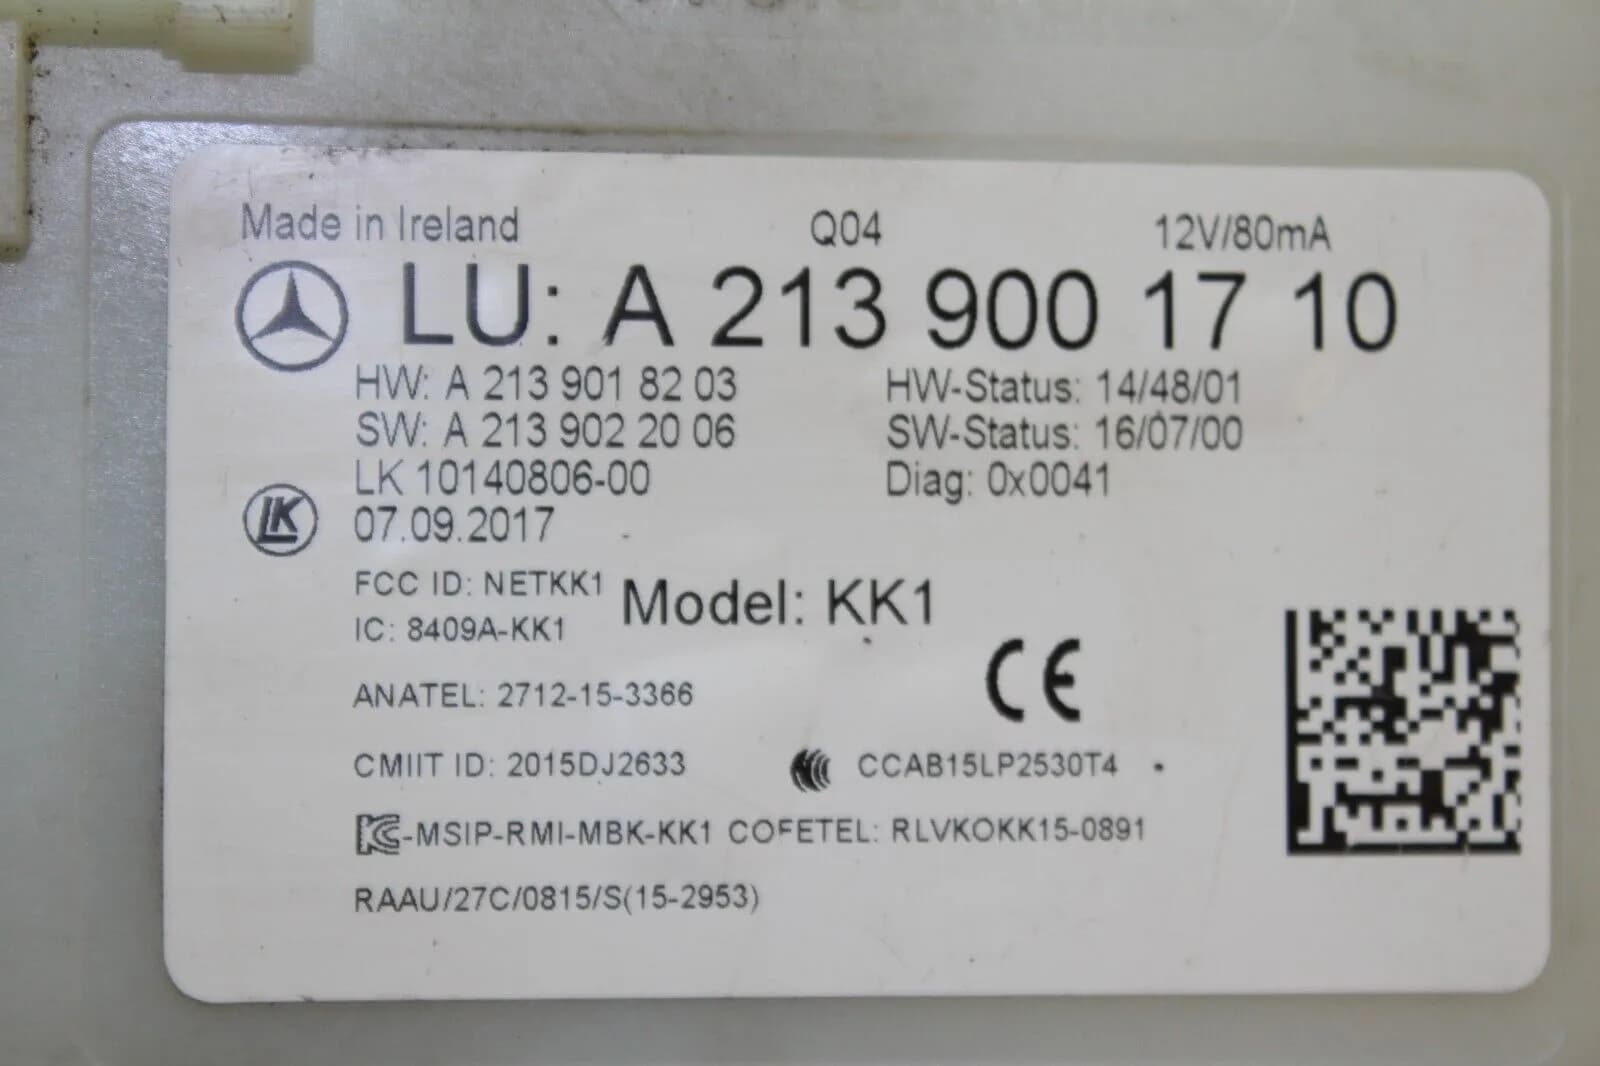 Made in Ireland Q04 12V/80mA
LU: A 213 900 17 10
HW: A 213 901 82 03 HW-Status: 14/48/01
SW: A 213 902 20 06 SW-Status: 16/07/00
LK 10140806-00 Diag: 0x0041
LK 07.09.2017
FCC ID: NETKK1 Model: KK1
IC: 8409A-KK1
CE
ANATEL: 2712-15-3366
CMIIT ID: 2015DJ2633 CCAB15LP2530T4
KC-MSIP-RMI-MBK-KK1 COFETEL: RLVKOKK15-0891
RAAU/27C/0815/S(15-2953)